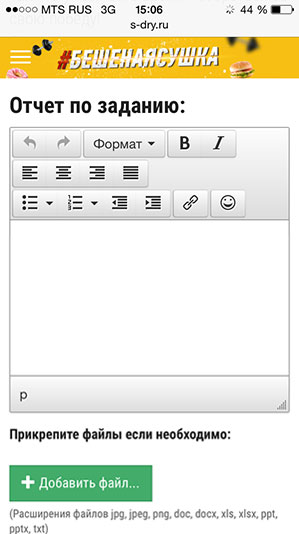 MTS RUS 3G 15:06 44 %
s-dry.ru
#БЕШЕНАЯСУШКА
Отчет по заданию:
Формат B I
p
Прикрепите файлы если необходимо:
+ Добавить файл...
(Расширения файлов jpg, jpeg, png, doc, docx, xls, xlsx, ppt,
pptx, txt)